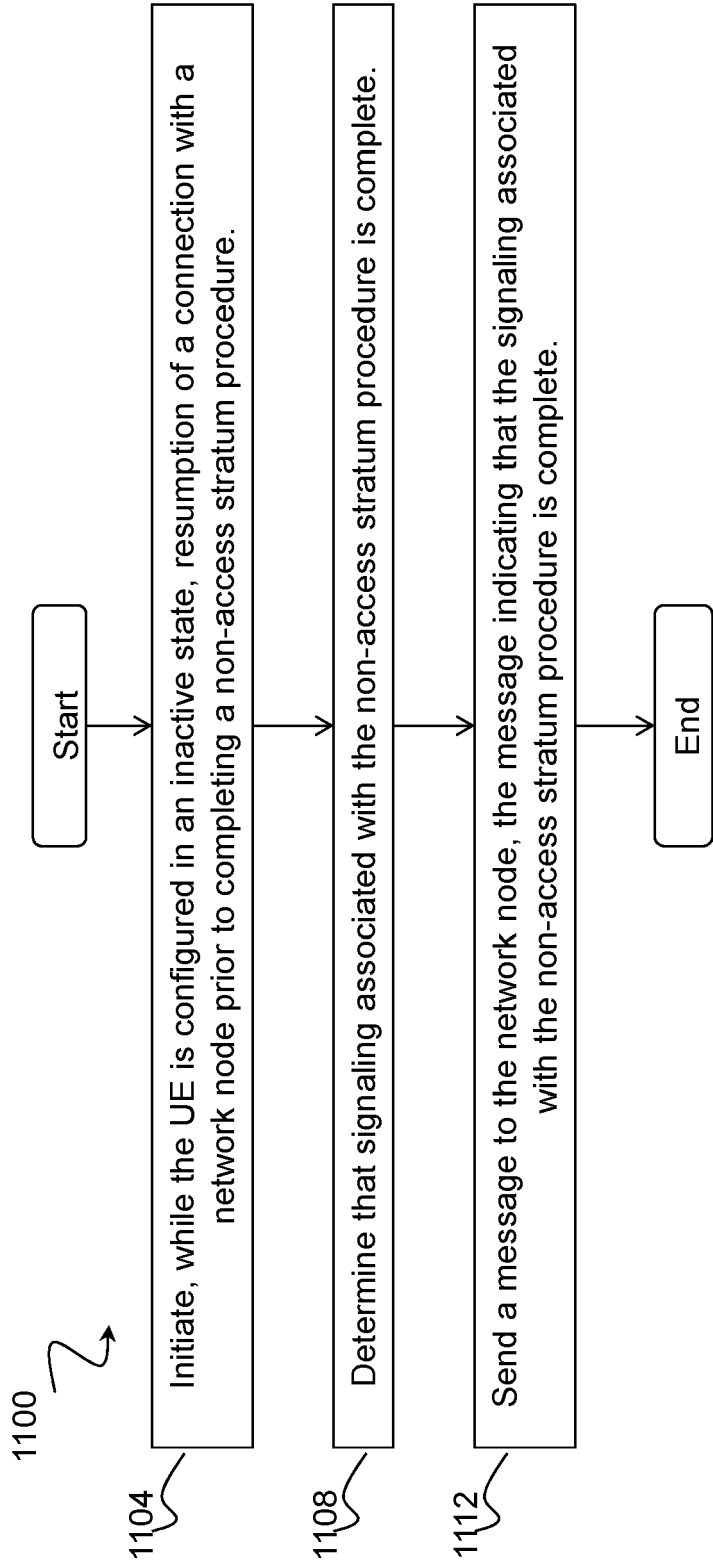 1100
Start
1104
Initiate, while the UE is configured in an inactive state, resumption of a connection with a
network node prior to completing a non-access stratum procedure.
1108
Determine that signaling associated with the non-access stratum procedure is complete.
1112
Send a message to the network node, the message indicating that the signaling associated
with the non-access stratum procedure is complete.
End